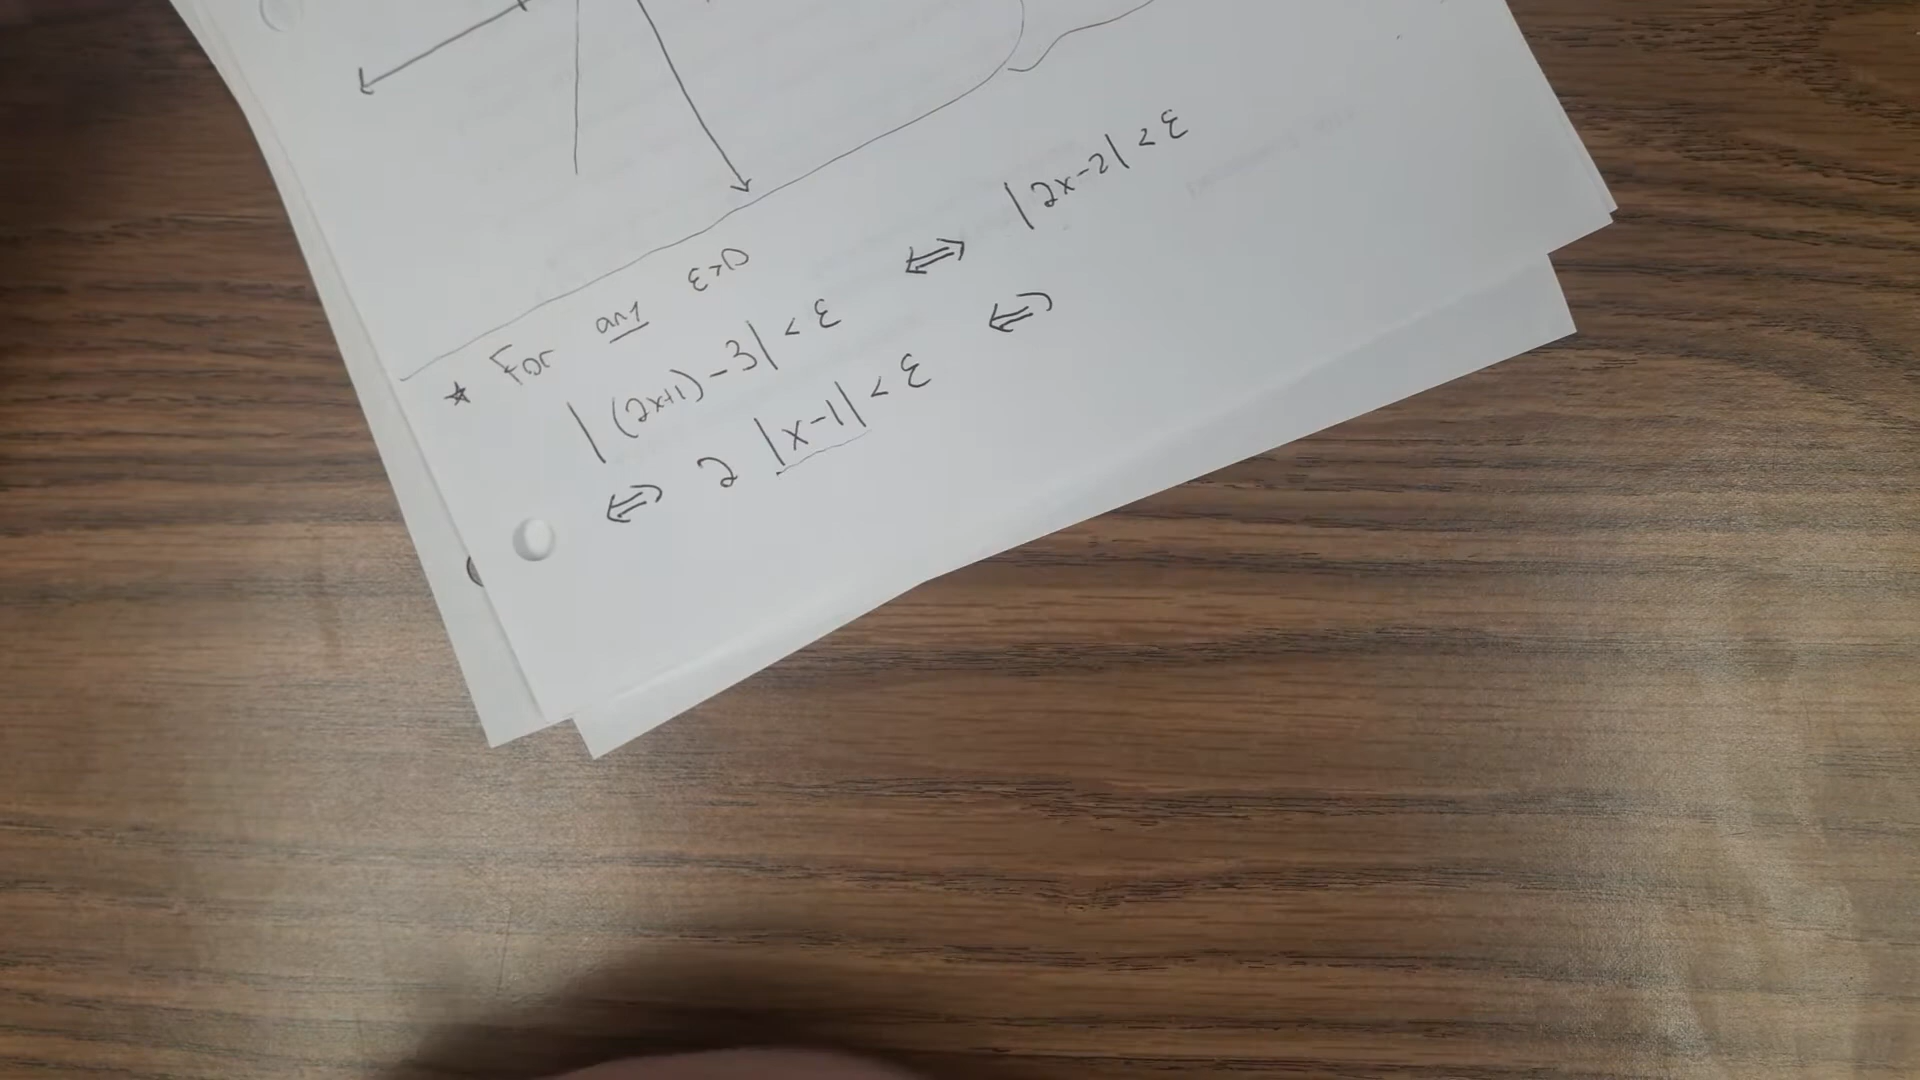 ★ For any ε>0
|(2x+1)-3| < ε ⇔ |2x-2| < ε
⇔ 2 |x-1| < ε ⇔